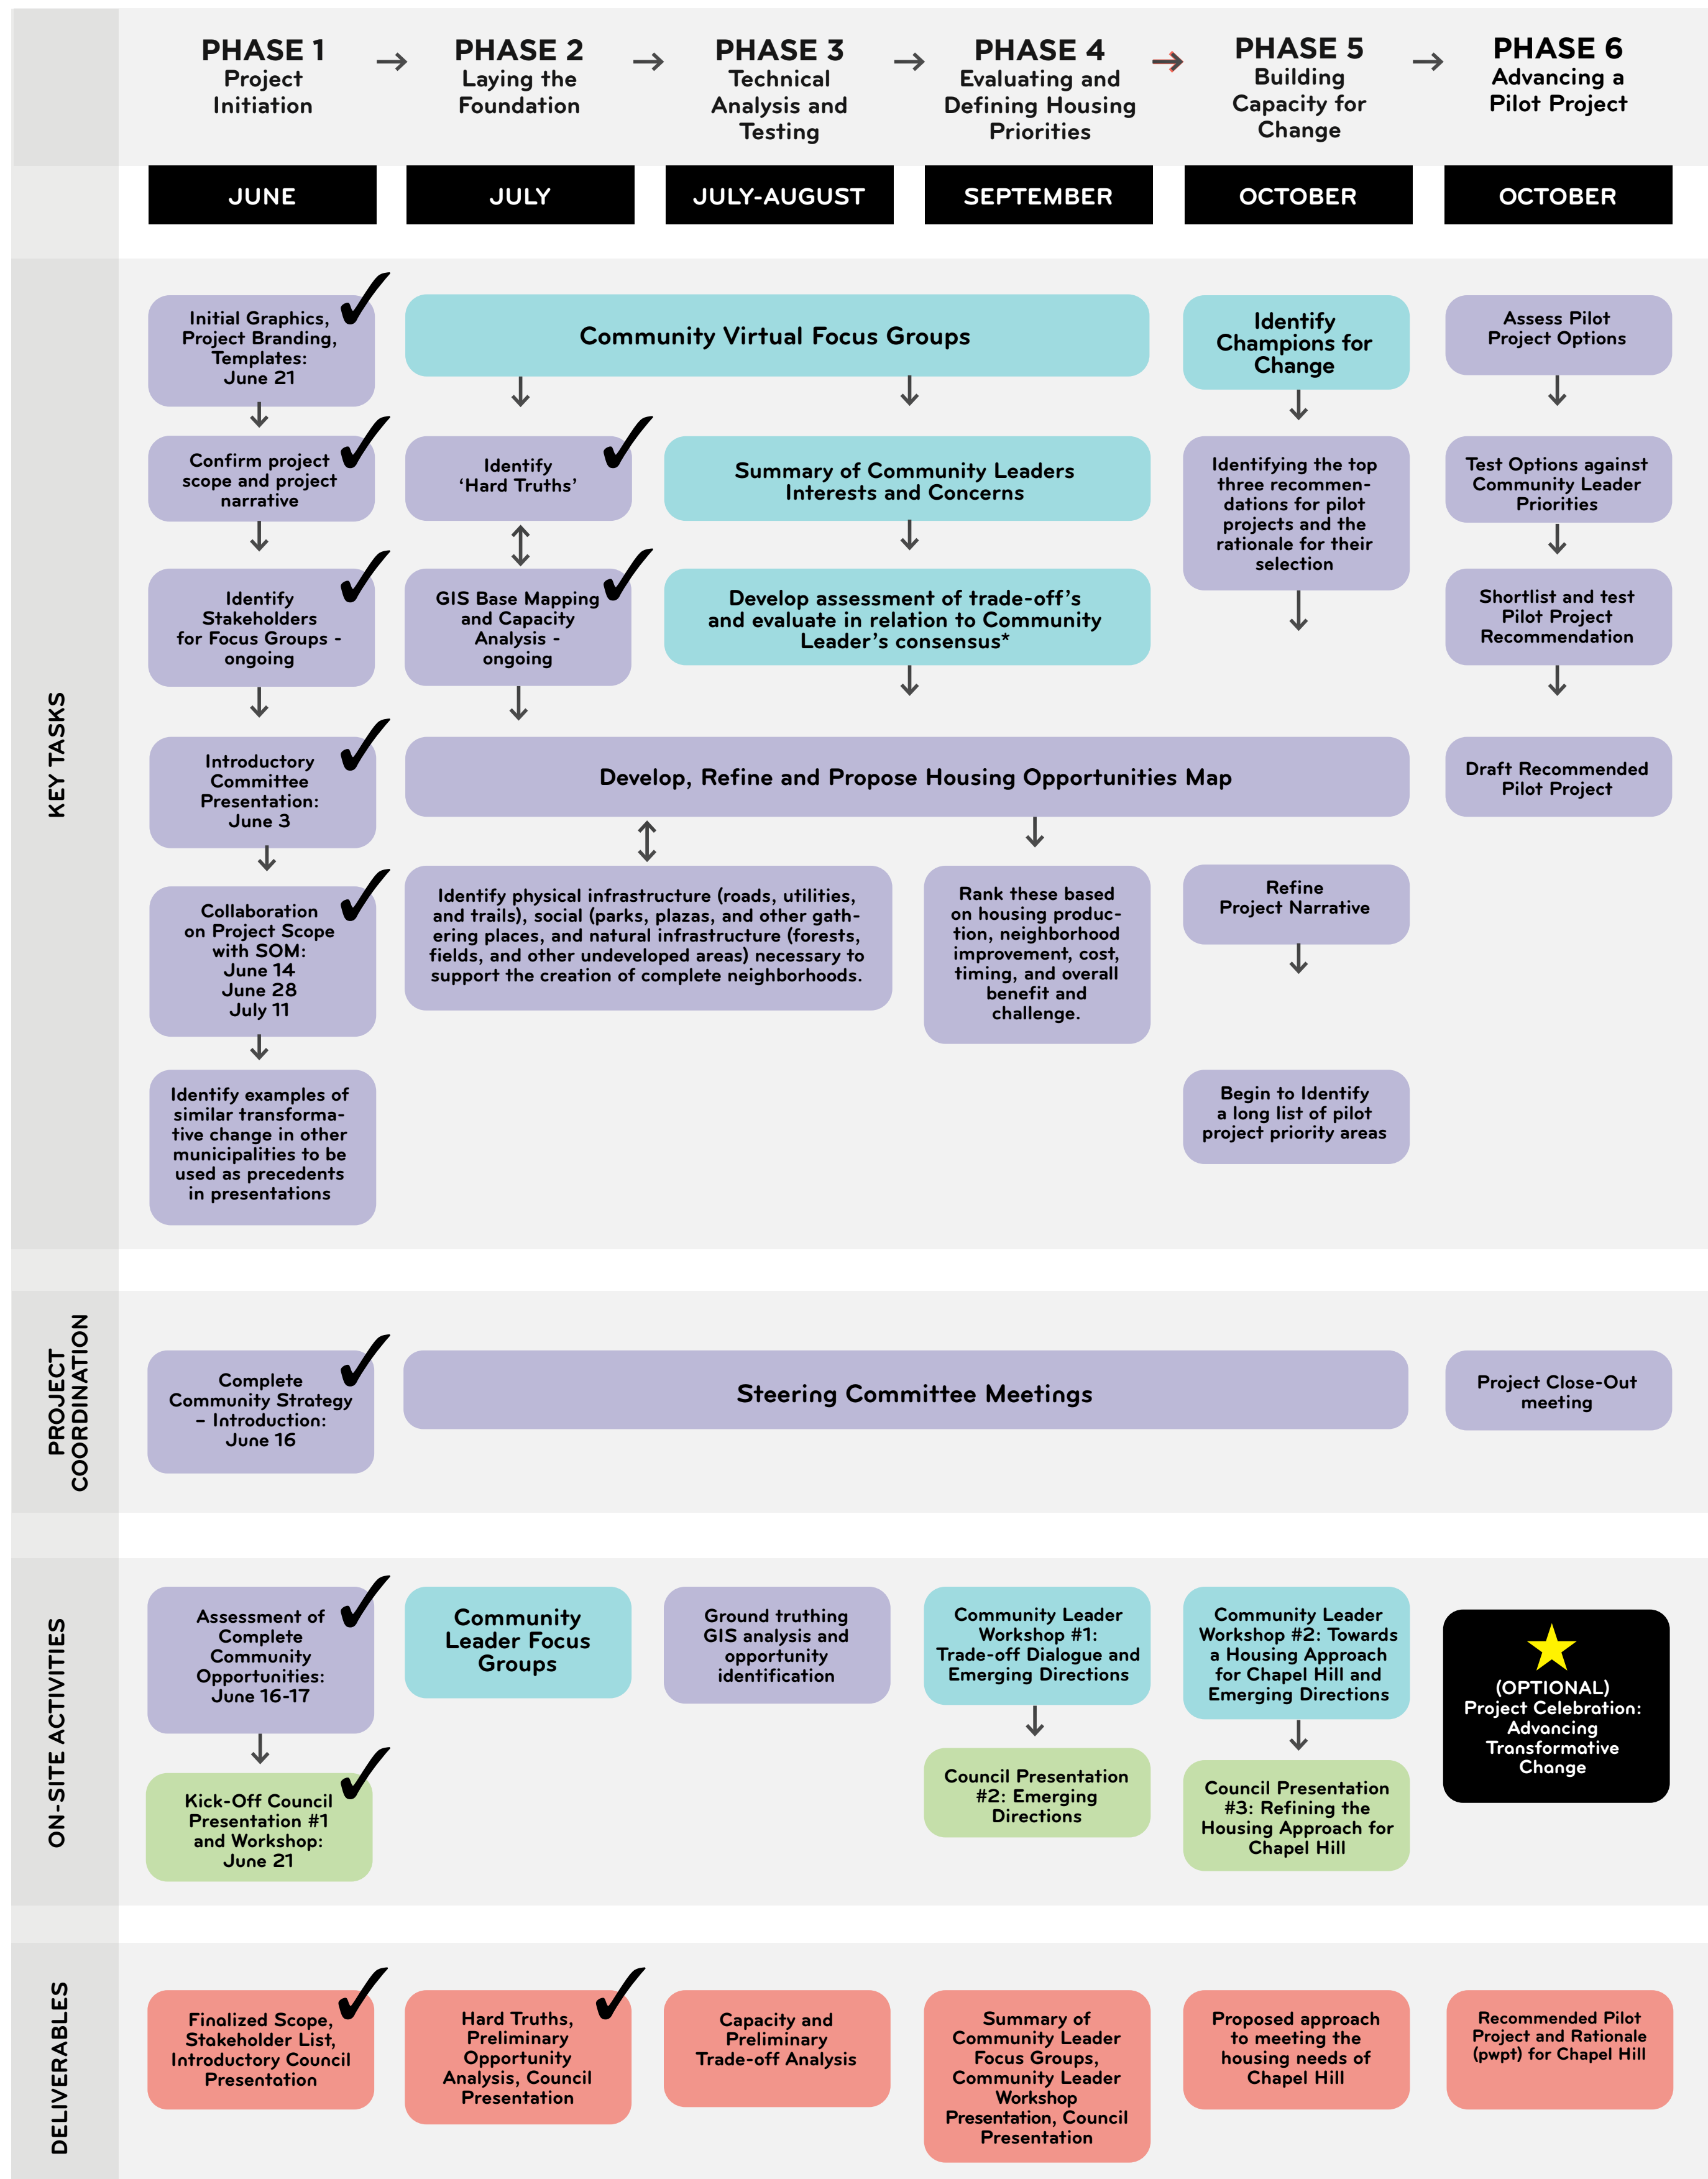 PHASE 1
Project
Initiation
PHASE 2
Laying the
Foundation
PHASE 3
Technical
Analysis and
Testing
PHASE 4
Evaluating and
Defining Housing
Priorities
PHASE 5
Building
Capacity for
Change
PHASE 6
Advancing a
Pilot Project
JUNE
JULY
JULY-AUGUST
SEPTEMBER
OCTOBER
OCTOBER
KEY TASKS
Initial Graphics,
Project Branding,
Templates:
June 21
Confirm project
scope and project
narrative
Identify
Stakeholders
for Focus Groups -
ongoing
Introductory
Committee
Presentation:
June 3
Collaboration
on Project Scope
with SOM:
June 14
June 28
July 11
Identify examples of
similar transforma-
tive change in other
municipalities to be
used as precedents
in presentations
Community Virtual Focus Groups
Identify
‘Hard Truths’
GIS Base Mapping
and Capacity
Analysis -
ongoing
Summary of Community Leaders
Interests and Concerns
Develop assessment of trade-off’s
and evaluate in relation to Community
Leader’s consensus*
Develop, Refine and Propose Housing Opportunities Map
Identify physical infrastructure (roads, utilities,
and trails), social (parks, plazas, and other gath-
ering places, and natural infrastructure (forests,
fields, and other undeveloped areas) necessary to
support the creation of complete neighborhoods.
Rank these based
on housing produc-
tion, neighborhood
improvement, cost,
timing, and overall
benefit and
challenge.
Identify
Champions for
Change
Identifying the top
three recommen-
dations for pilot
projects and the
rationale for their
selection
Refine
Project Narrative
Begin to Identify
a long list of pilot
project priority areas
Assess Pilot
Project Options
Test Options against
Community Leader
Priorities
Shortlist and test
Pilot Project
Recommendation
Draft Recommended
Pilot Project
PROJECT
COORDINATION
Complete
Community Strategy
– Introduction:
June 16
Steering Committee Meetings
Project Close-Out
meeting
ON-SITE ACTIVITIES
Assessment of
Complete
Community
Opportunities:
June 16-17
Kick-Off Council
Presentation #1
and Workshop:
June 21
Community
Leader Focus
Groups
Ground truthing
GIS analysis and
opportunity
identification
Community Leader
Workshop #1:
Trade-off Dialogue and
Emerging Directions
Council Presentation
#2: Emerging
Directions
Community Leader
Workshop #2: Towards
a Housing Approach
for Chapel Hill and
Emerging Directions
Council Presentation
#3: Refining the
Housing Approach for
Chapel Hill
(OPTIONAL)
Project Celebration:
Advancing
Transformative
Change
DELIVERABLES
Finalized Scope,
Stakeholder List,
Introductory Council
Presentation
Hard Truths,
Preliminary
Opportunity
Analysis, Council
Presentation
Capacity and
Preliminary
Trade-off Analysis
Summary of
Community Leader
Focus Groups,
Community Leader
Workshop
Presentation, Council
Presentation
Proposed approach
to meeting the
housing needs of
Chapel Hill
Recommended Pilot
Project and Rationale
(pwpt) for Chapel Hill